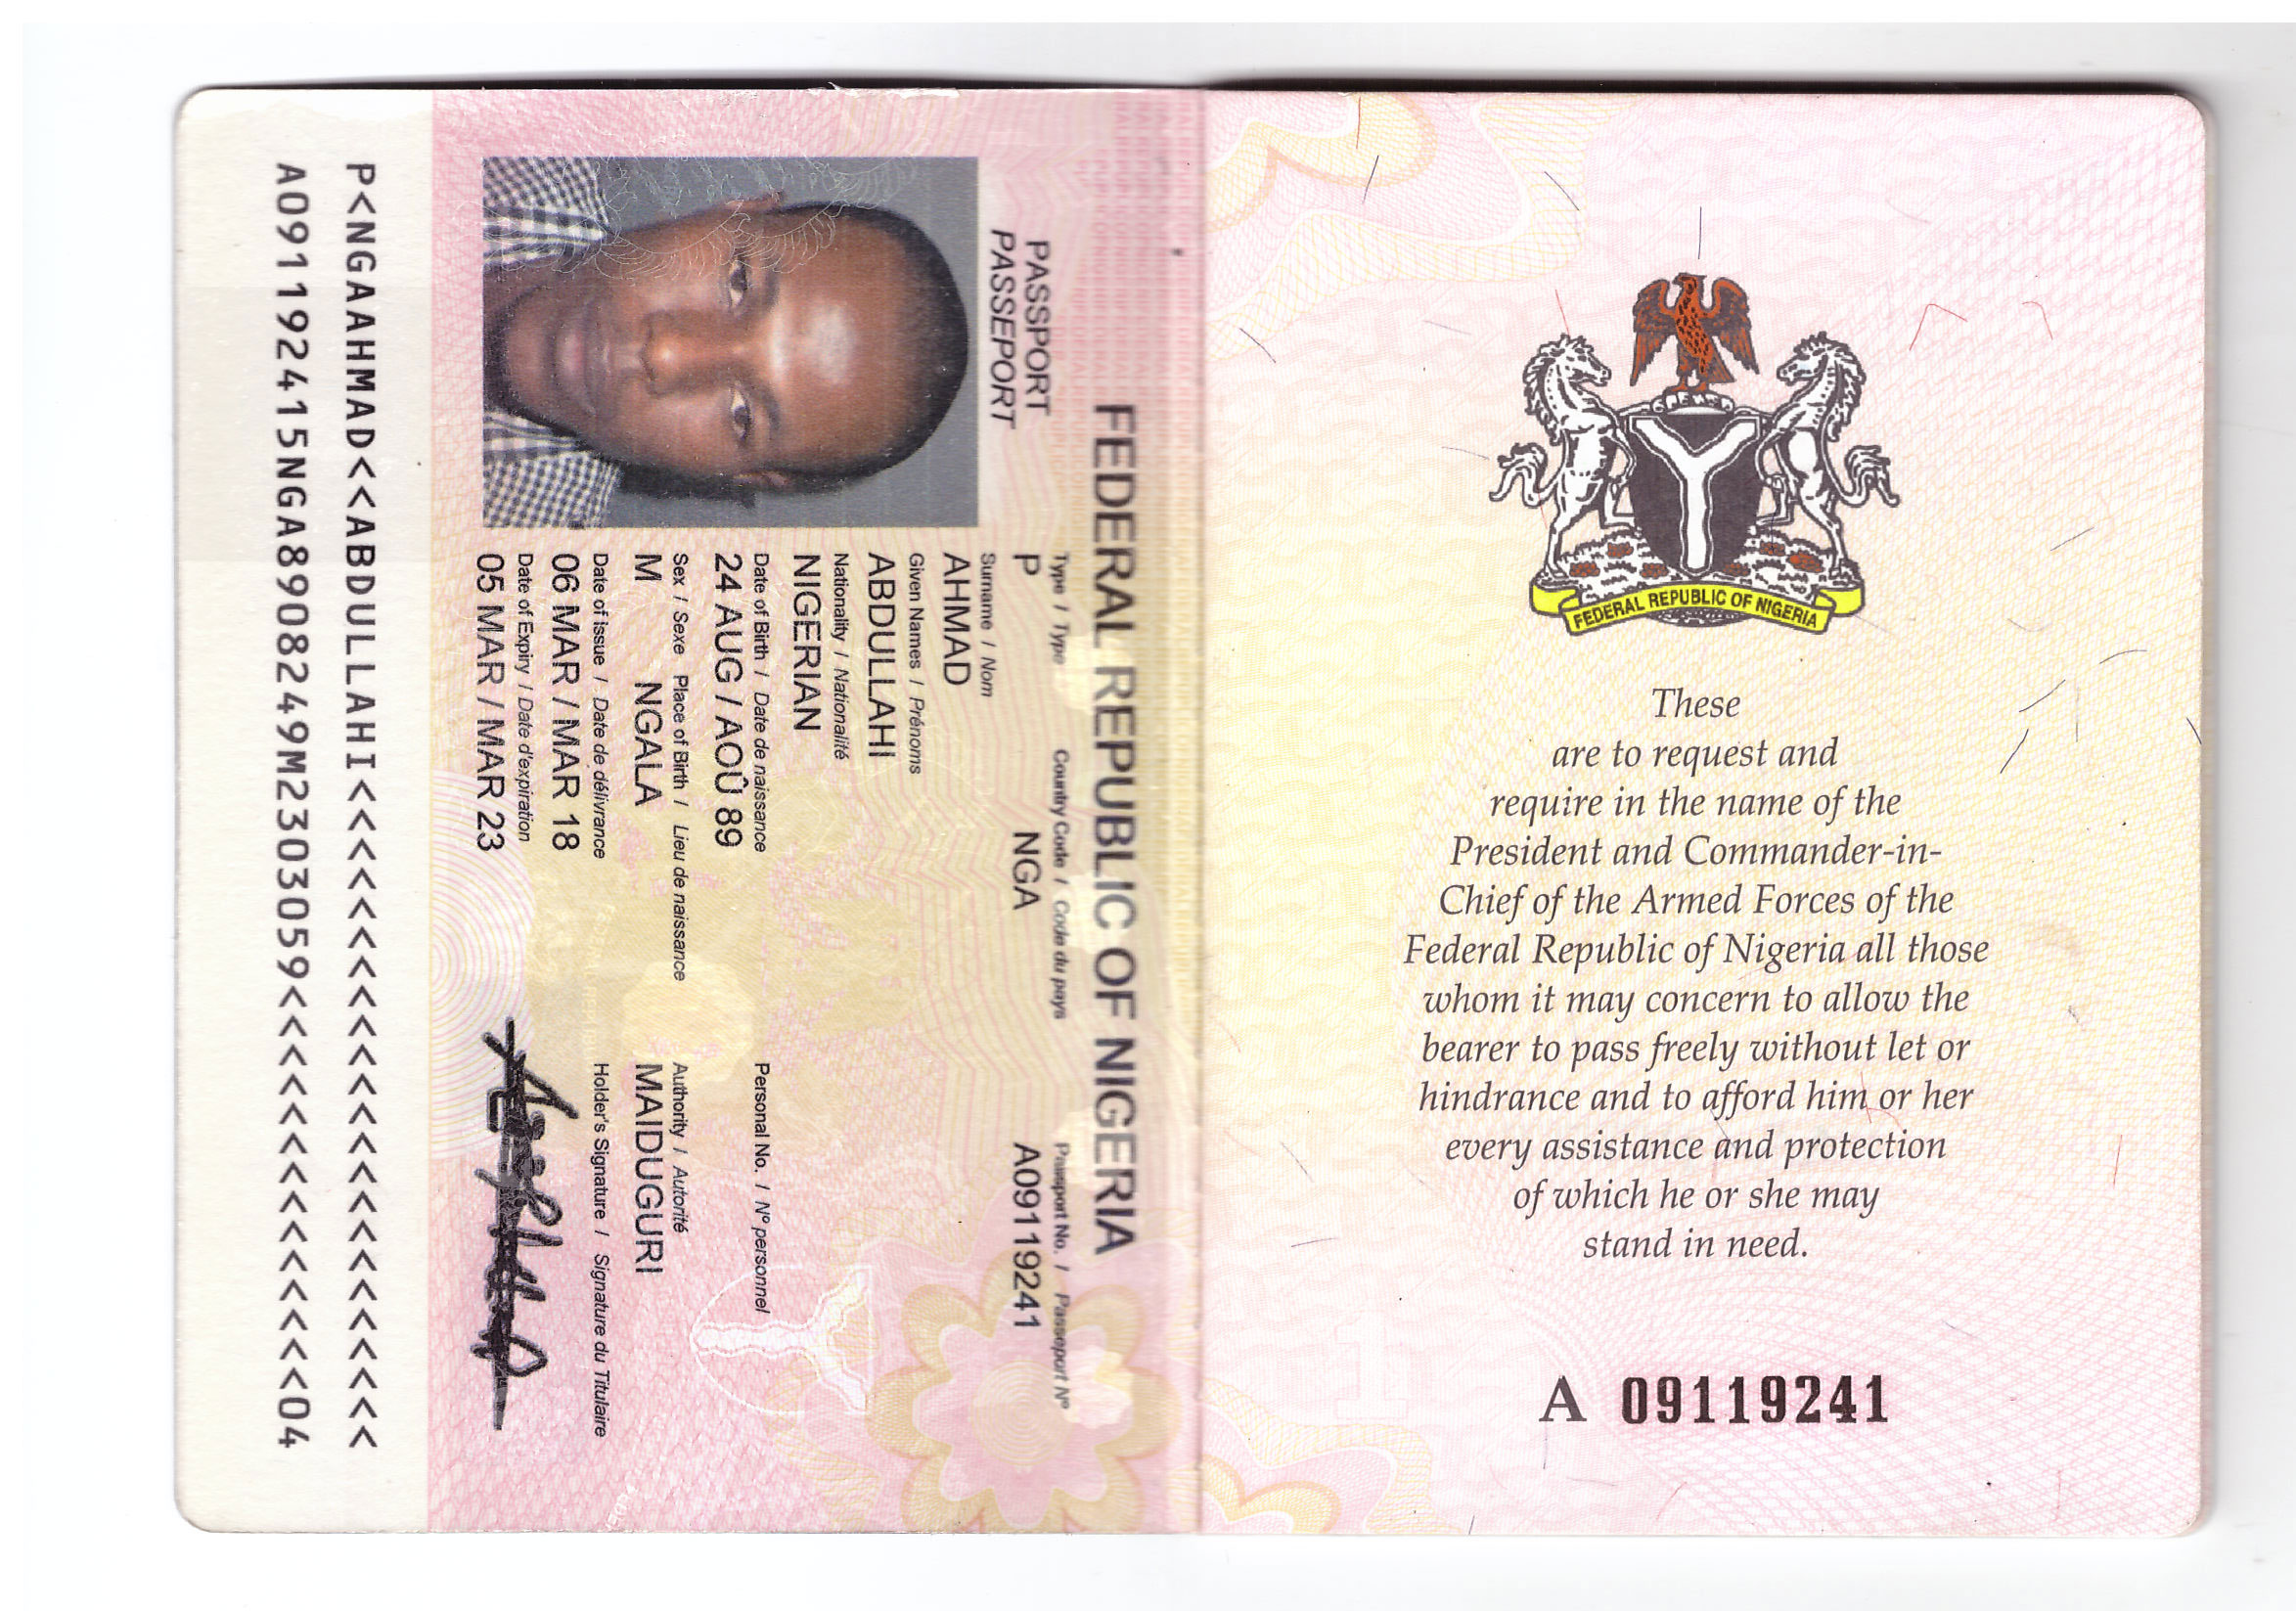 FEDERAL REPUBLIC OF NIGERIA
PASSPORT
PASSEPORT
Type / Type Country Code / Code du pays Passport No. / Passeport N°
P NGA A09119241
Surname / Nom
AHMAD
Given Names / Prénoms
ABDULLAHI
Nationality / Nationalité
NIGERIAN
Date of Birth / Date de naissance Personal No. / N° personnel
24 AUG / AOÛ 89
Sex / Sexe Place of Birth / Lieu de naissance Authority / Autorité
M NGALA MAIDUGURI
Date of issue / Date de délivrance Holder's Signature / Signature du Titulaire
06 MAR / MAR 18
Date of Expiry / Date d'expiration
05 MAR / MAR 23
P<NGAAHMAD<<ABDULLAHI<<<<<<<<<<<<<<<<<<<<<<<
A091192415NGA8908249M2303059<<<<<<<<<<<<<<04
FEDERAL REPUBLIC OF NIGERIA
These
are to request and
require in the name of the
President and Commander-in-
Chief of the Armed Forces of the
Federal Republic of Nigeria all those
whom it may concern to allow the
bearer to pass freely without let or
hindrance and to afford him or her
every assistance and protection
of which he or she may
stand in need.
A 09119241